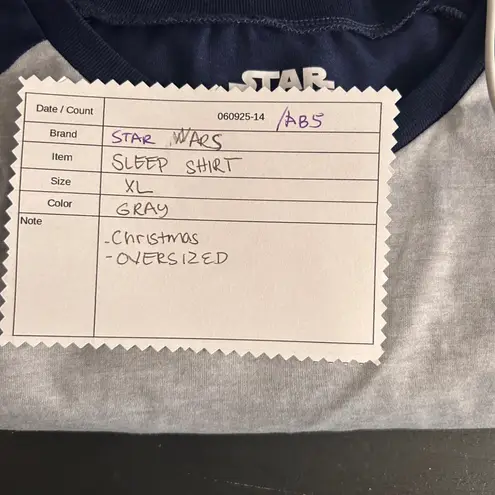 STAR
Date / Count 060925-14 /AB5
Brand STAR WARS
Item SLEEP SHIRT
Size XL
Color GRAY
Note
-Christmas
-OVERSIZED